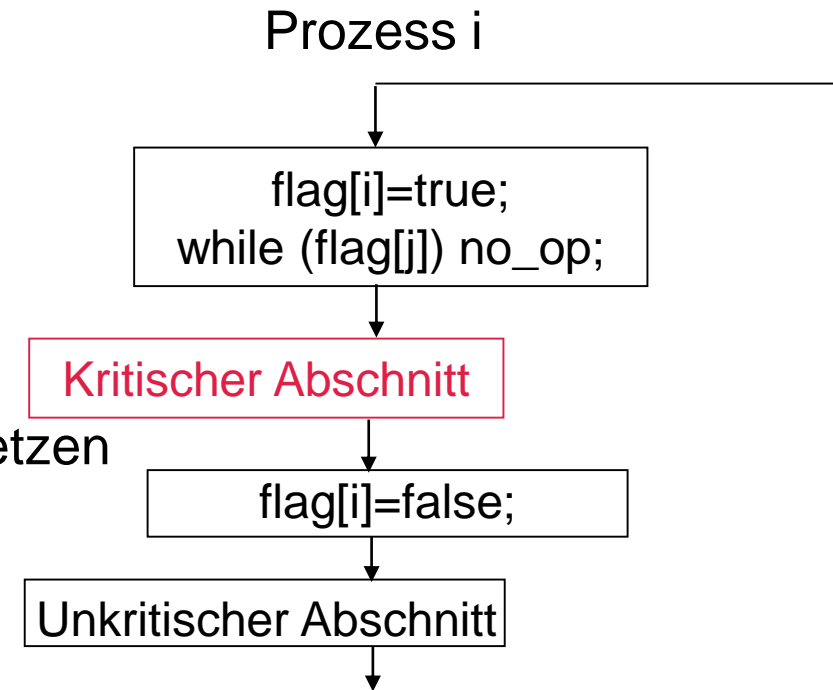 Prozess i
flag[i]=true;
while (flag[j]) no_op;
Kritischer Abschnitt
etzen
flag[i]=false;
Unkritischer Abschnitt